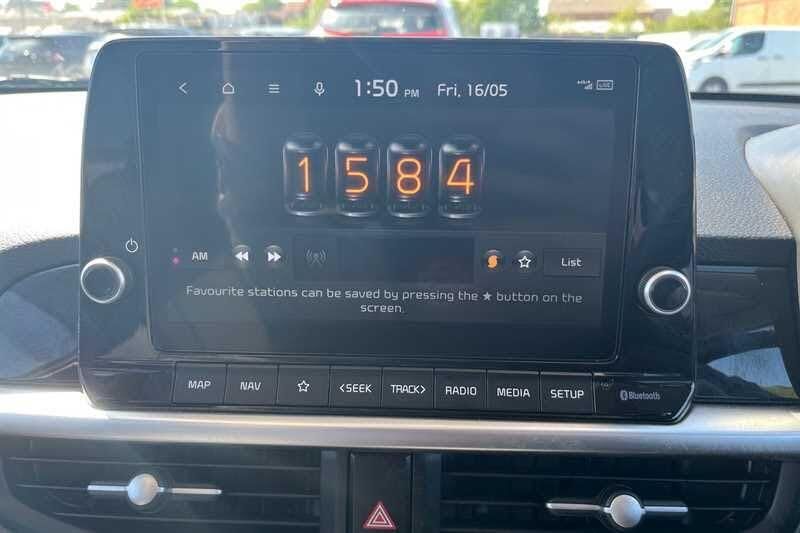 1:50 PM Fri, 16/05 LIVE
1584
AM List
Favourite stations can be saved by pressing the ★ button on the
screen.
MAP NAV ☆ <SEEK TRACK> RADIO MEDIA SETUP Bluetooth